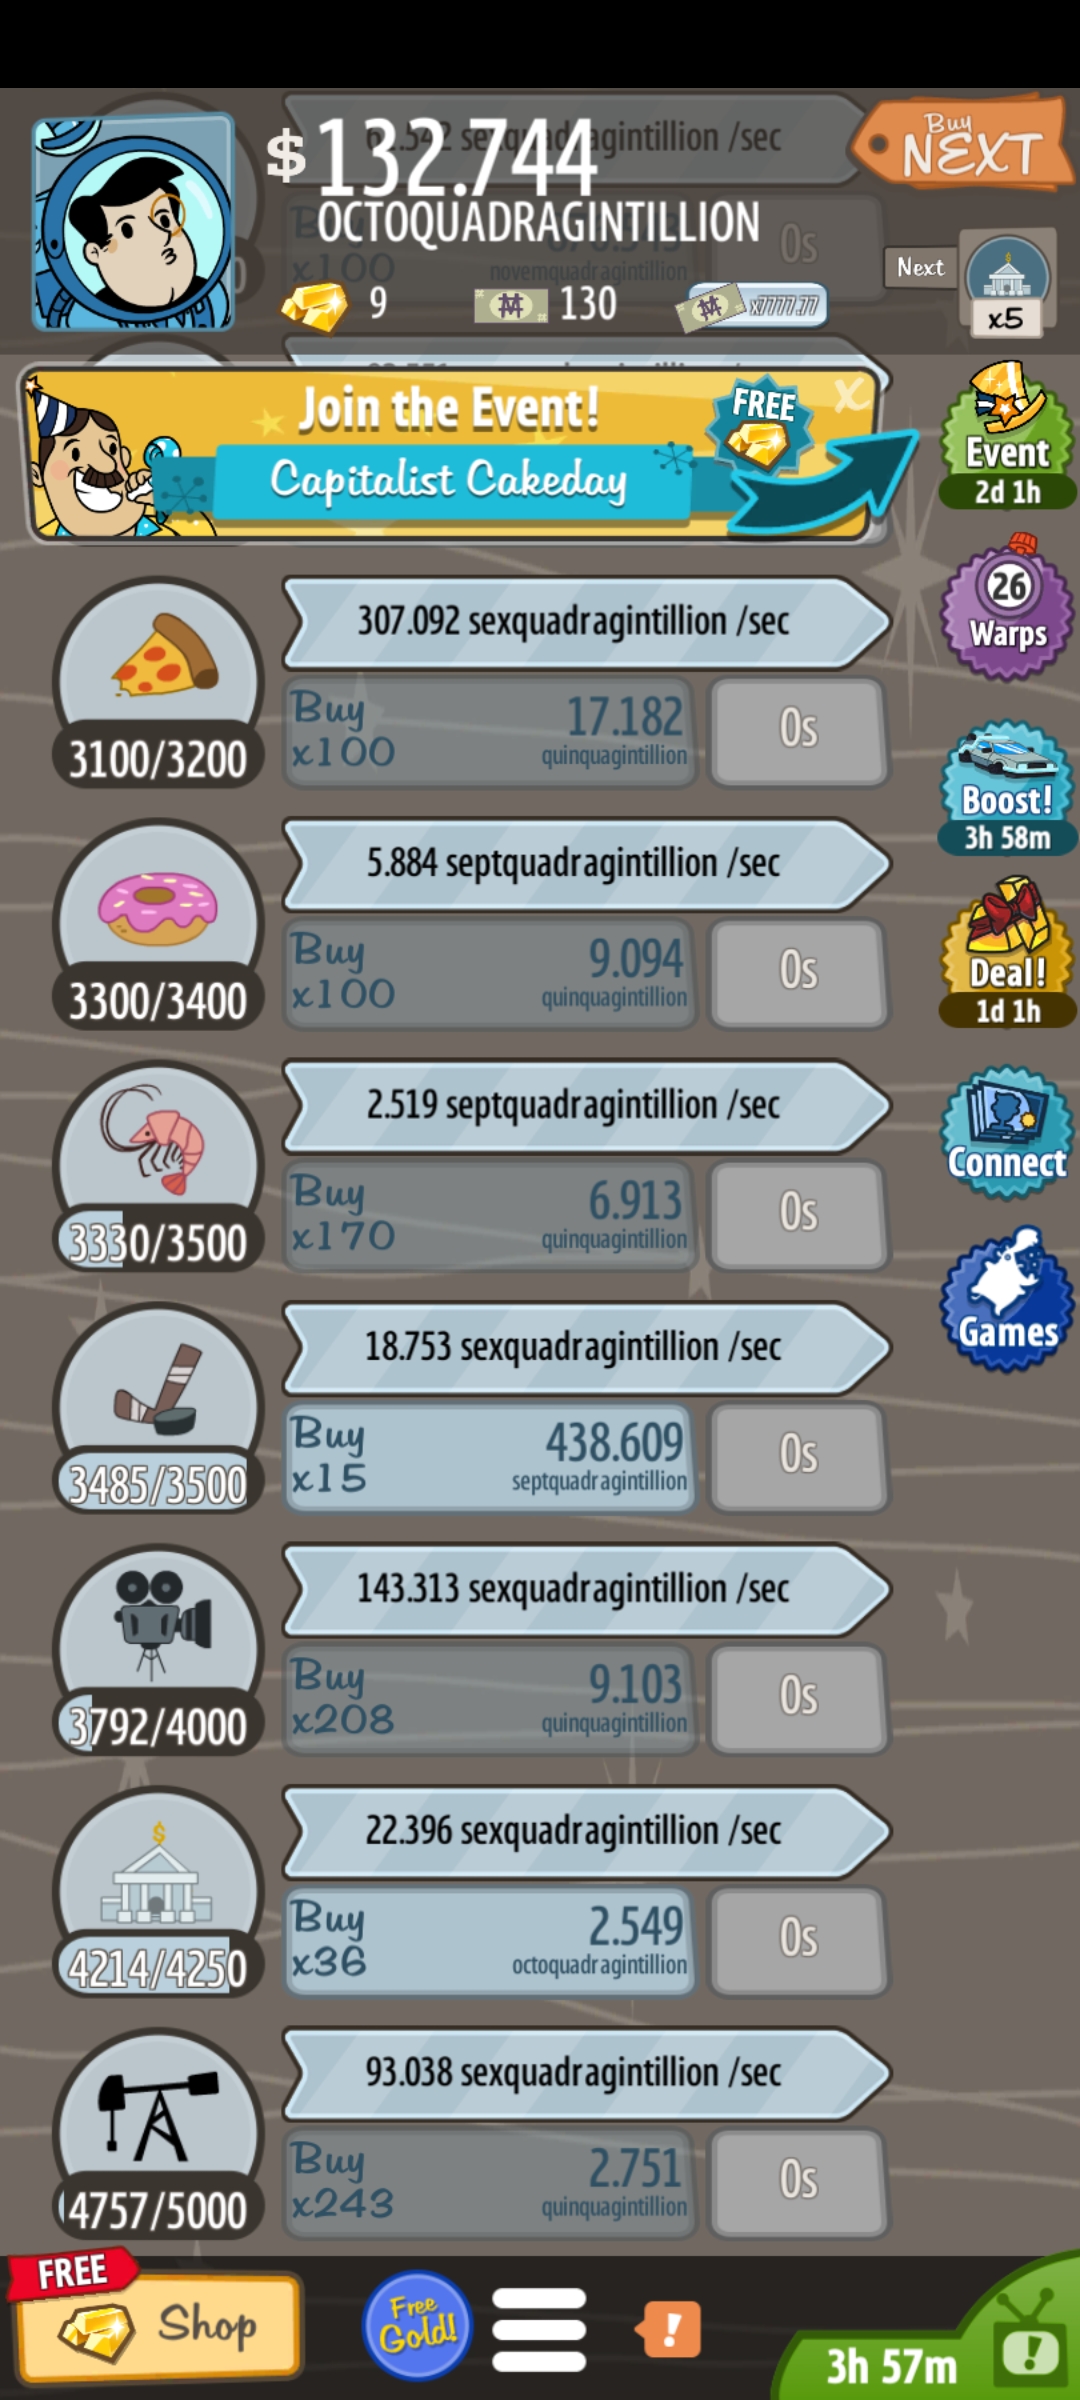 $ 132.744
OCTOQUADRAGINTILLION
sexquadragintillion /sec
Buy
NEXT
Buy
x100
novemquadragintillion
0s
Next
x5
9
130
x7777.77
Join the Event!
FREE
X
Capitalist Cakeday
Event
2d 1h
307.092 sexquadragintillion /sec
26
Warps
Buy
x100
17.182
quinquagintillion
0s
3100/3200
Boost!
3h 58m
5.884 septquadragintillion /sec
Buy
x100
9.094
quinquagintillion
0s
3300/3400
Deal!
1d 1h
2.519 septquadragintillion /sec
Connect
Buy
x170
6.913
quinquagintillion
0s
3330/3500
Games
18.753 sexquadragintillion /sec
Buy
x15
438.609
septquadragintillion
0s
3485/3500
143.313 sexquadragintillion /sec
Buy
x208
9.103
quinquagintillion
0s
3792/4000
22.396 sexquadragintillion /sec
$
Buy
x36
2.549
octoquadragintillion
0s
4214/4250
93.038 sexquadragintillion /sec
Buy
x243
2.751
quinquagintillion
0s
4757/5000
FREE
Shop
Free
Gold!
!
3h 57m
!